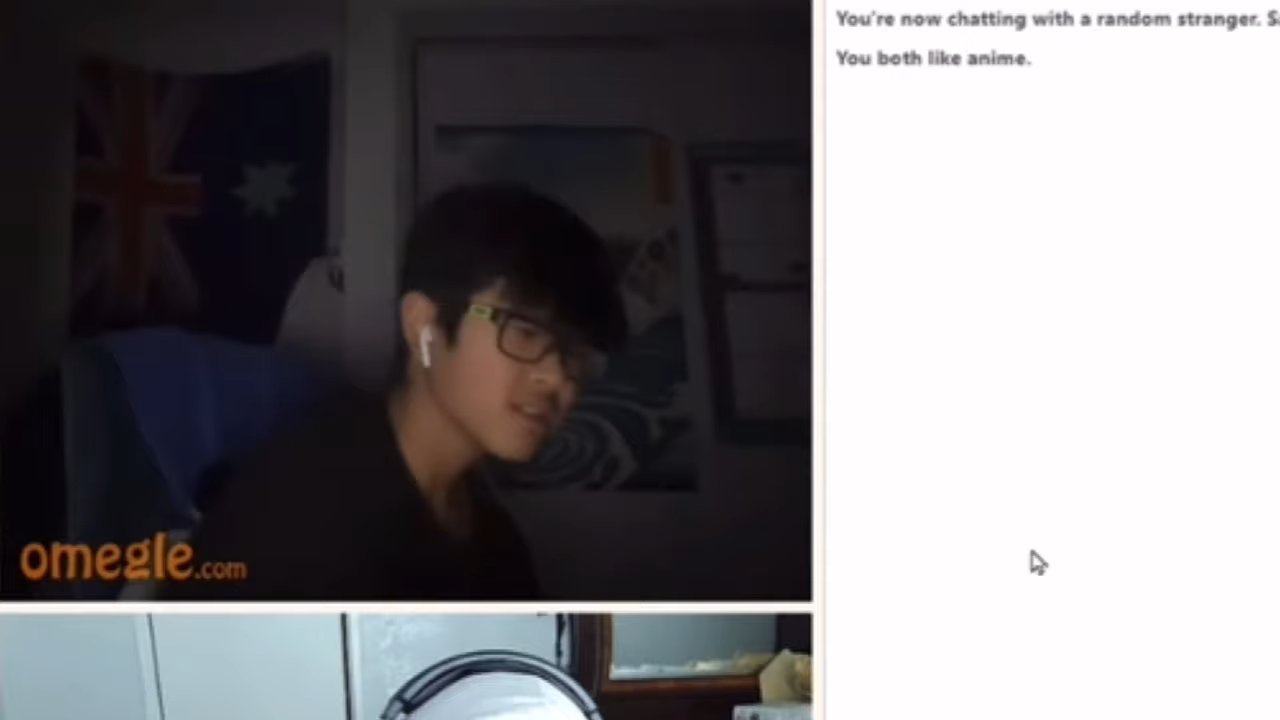 You're now chatting with a random stranger.
You both like anime.
omegle.com